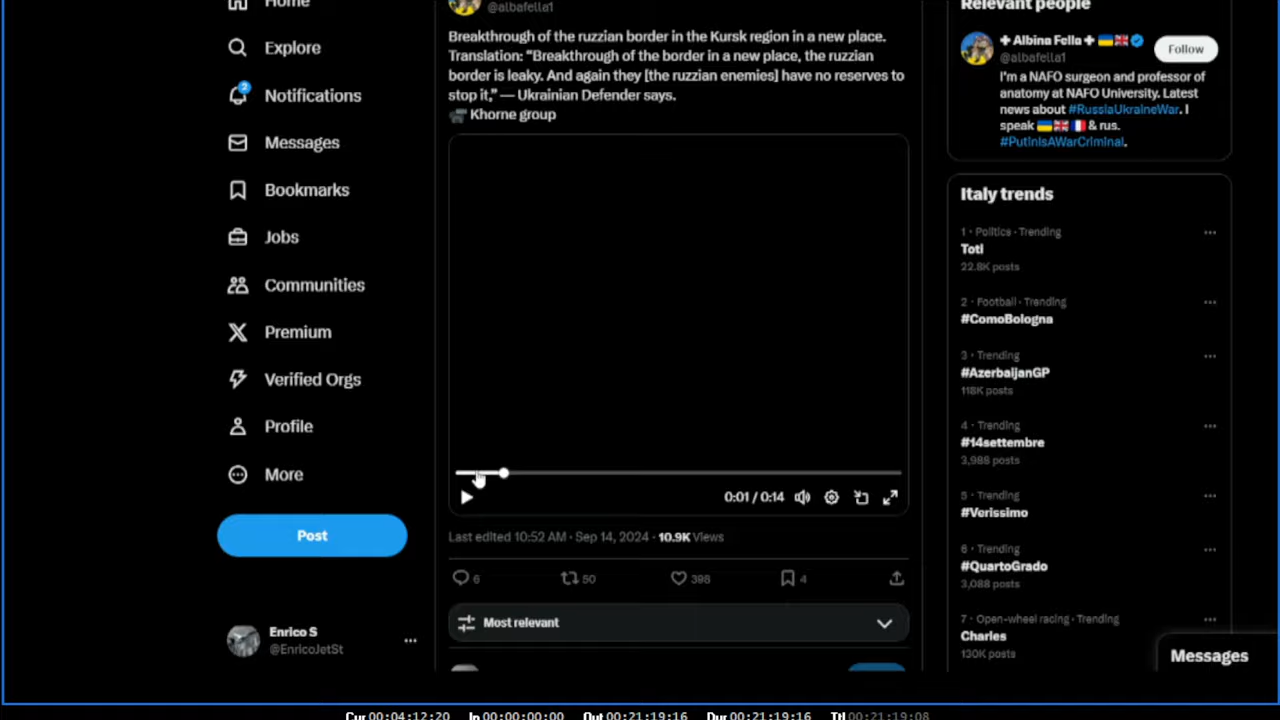 Home
Explore
2
Notifications
Messages
Bookmarks
Jobs
Communities
Premium
Verified Orgs
Profile
More
Post
Enrico S
@EnricoJetSt
@albafella1
Breakthrough of the ruzzian border in the Kursk region in a new place.
Translation: “Breakthrough of the border in a new place, the ruzzian
border is leaky. And again they [the ruzzian enemies] have no reserves to
stop it,” — Ukrainian Defender says.
Khorne group
0:01 / 0:14
Last edited 10:52 AM · Sep 14, 2024 · 10.9K Views
6
50
398
4
Most relevant
Relevant people
Albina Fella
@albafella1
Follow
I'm a NAFO surgeon and professor of
anatomy at NAFO University. Latest
news about #RussiaUkraineWar. I
speak & rus.
#PutinIsAWarCriminal.
Italy trends
1 · Politics · Trending
Toti
22.8K posts
2 · Football · Trending
#ComoBologna
3 · Trending
#AzerbaijanGP
118K posts
4 · Trending
#14settembre
3,988 posts
5 · Trending
#Verissimo
6 · Trending
#QuartoGrado
3,088 posts
7 · Open-wheel racing · Trending
Charles
130K posts
Messages
Cur 00:04:12:20 In 00:00:00:00 Out 00:21:19:16 Dur 00:21:19:16 Ttl 00:21:19:08